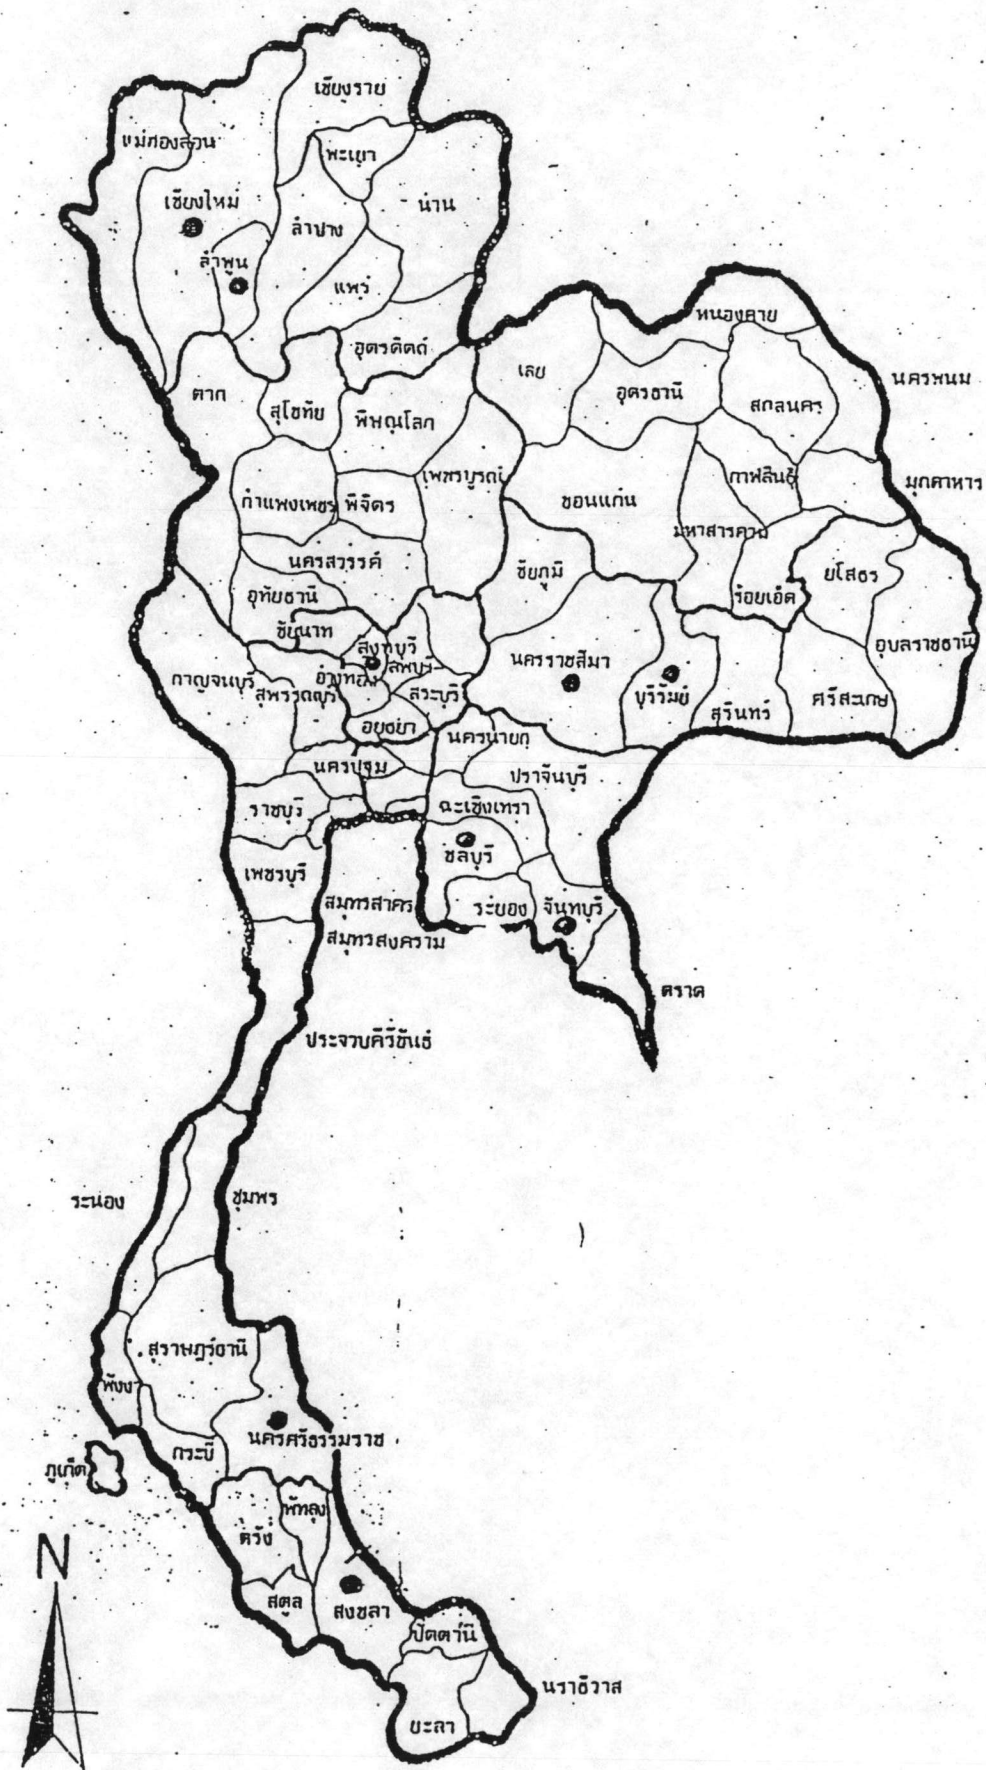 เชียงราย
แม่ฮ่องสอน
พะเยา
เชียงใหม่
น่าน
ลำปาง
ลำพูน
แพร่
หนองคาย
อุตรดิตถ์
เลย
นครพนม
ตาก
อุดรธานี
สกลนคร
สุโขทัย
พิษณุโลก
เพชรบูรณ์
กาฬสินธุ์
มุกดาหาร
กำแพงเพชร
พิจิตร
ขอนแก่น
มหาสารคาม
นครสวรรค์
ชัยภูมิ
ยโสธร
อุทัยธานี
ร้อยเอ็ด
ชัยนาท
สิงห์บุรี
อุบลราชธานี
ลพบุรี
นครราชสีมา
กาญจนบุรี
อ่างทอง
สุพรรณบุรี
สระบุรี
บุรีรัมย์
ศรีสะเกษ
สุรินทร์
อยุธยา
นครนายก
นครปฐม
ปราจีนบุรี
ราชบุรี
ฉะเชิงเทรา
ชลบุรี
เพชรบุรี
สมุทรสาคร
ระยอง
จันทบุรี
สมุทรสงคราม
ตราด
ประจวบคีรีขันธ์
ระนอง
ชุมพร
สุราษฎร์ธานี
พังงา
นครศรีธรรมราช
กระบี่
ภูเก็ต
พัทลุง
ตรัง
N
สตูล
สงขลา
ปัตตานี
นราธิวาส
ยะลา